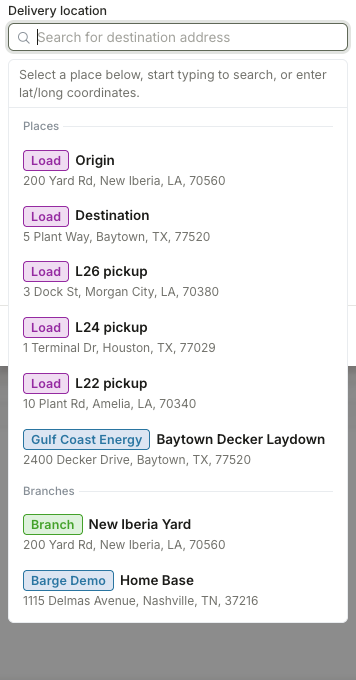 Delivery location
Search for destination address
Select a place below, start typing to search, or enter
lat/long coordinates.
Places
Load Origin
200 Yard Rd, New Iberia, LA, 70560
Load Destination
5 Plant Way, Baytown, TX, 77520
Load L26 pickup
3 Dock St, Morgan City, LA, 70380
Load L24 pickup
1 Terminal Dr, Houston, TX, 77029
Load L22 pickup
10 Plant Rd, Amelia, LA, 70340
Gulf Coast Energy Baytown Decker Laydown
2400 Decker Drive, Baytown, TX, 77520
Branches
Branch New Iberia Yard
200 Yard Rd, New Iberia, LA, 70560
Barge Demo Home Base
1115 Delmas Avenue, Nashville, TN, 37216